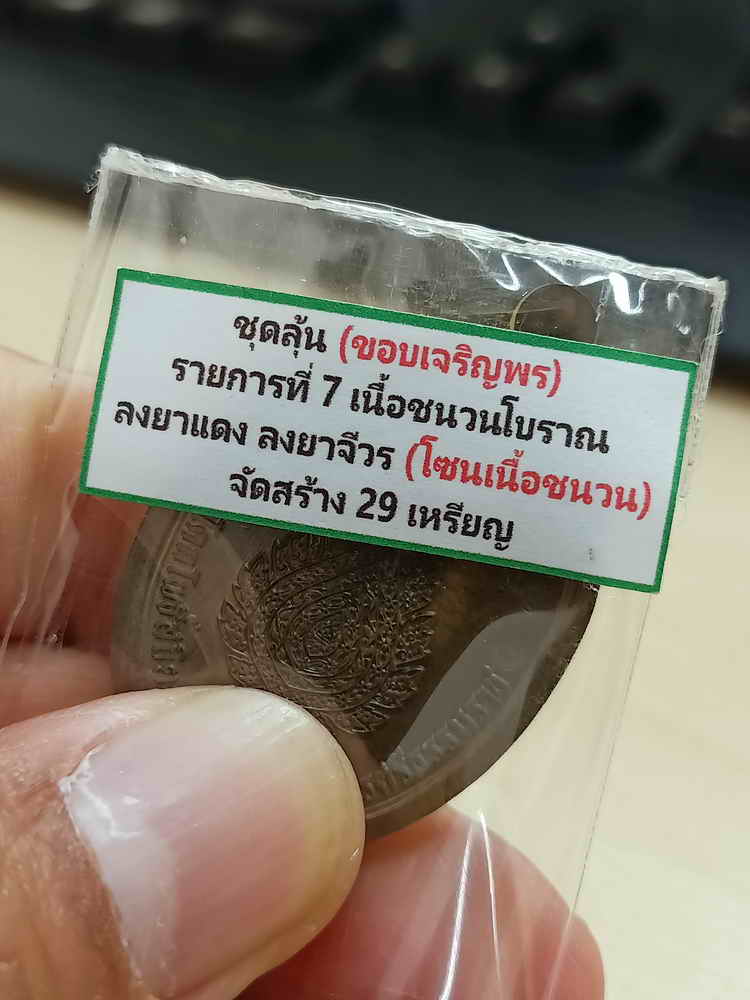 ชุดลุ้น (ขอบเจริญพร)
รายการที่ 7 เนื้อชนวนโบราณ
ลงยาแดง ลงยาจีวร (โซนเนื้อชนวน)
จัดสร้าง 29 เหรียญ